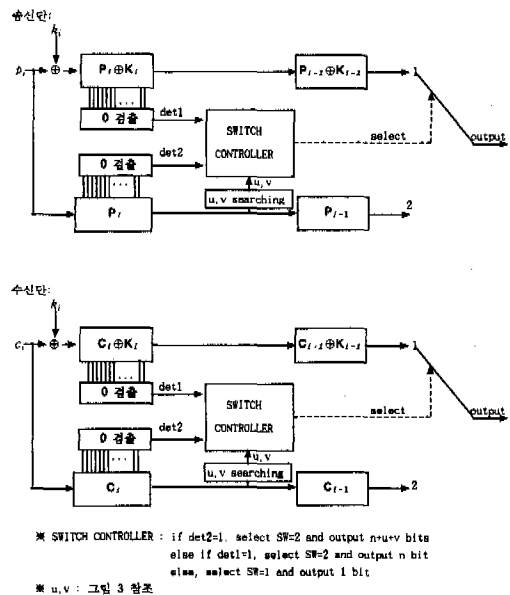 송신단:
k_i
p_i ⊕ P_i⊕K_i P_{i-1}⊕K_{i-1} 1
...
0 검출 det1
SWITCH CONTROLLER select output
0 검출 det2
...
u,v
u,v searching
P_i P_{i-1} 2
수신단:
k_i
c_i ⊕ C_i⊕K_i C_{i-1}⊕K_{i-1} 1
...
0 검출 det1
SWITCH CONTROLLER select output
0 검출 det2
...
u,v
u,v searching
C_i C_{i-1} 2
※ SWITCH CONTROLLER : if det2=1, select SW=2 and output n+u+v bits
else if det1=1, select SW=2 and output n bit
else, select SW=1 and output 1 bit
※ u,v : 그림 3 참조